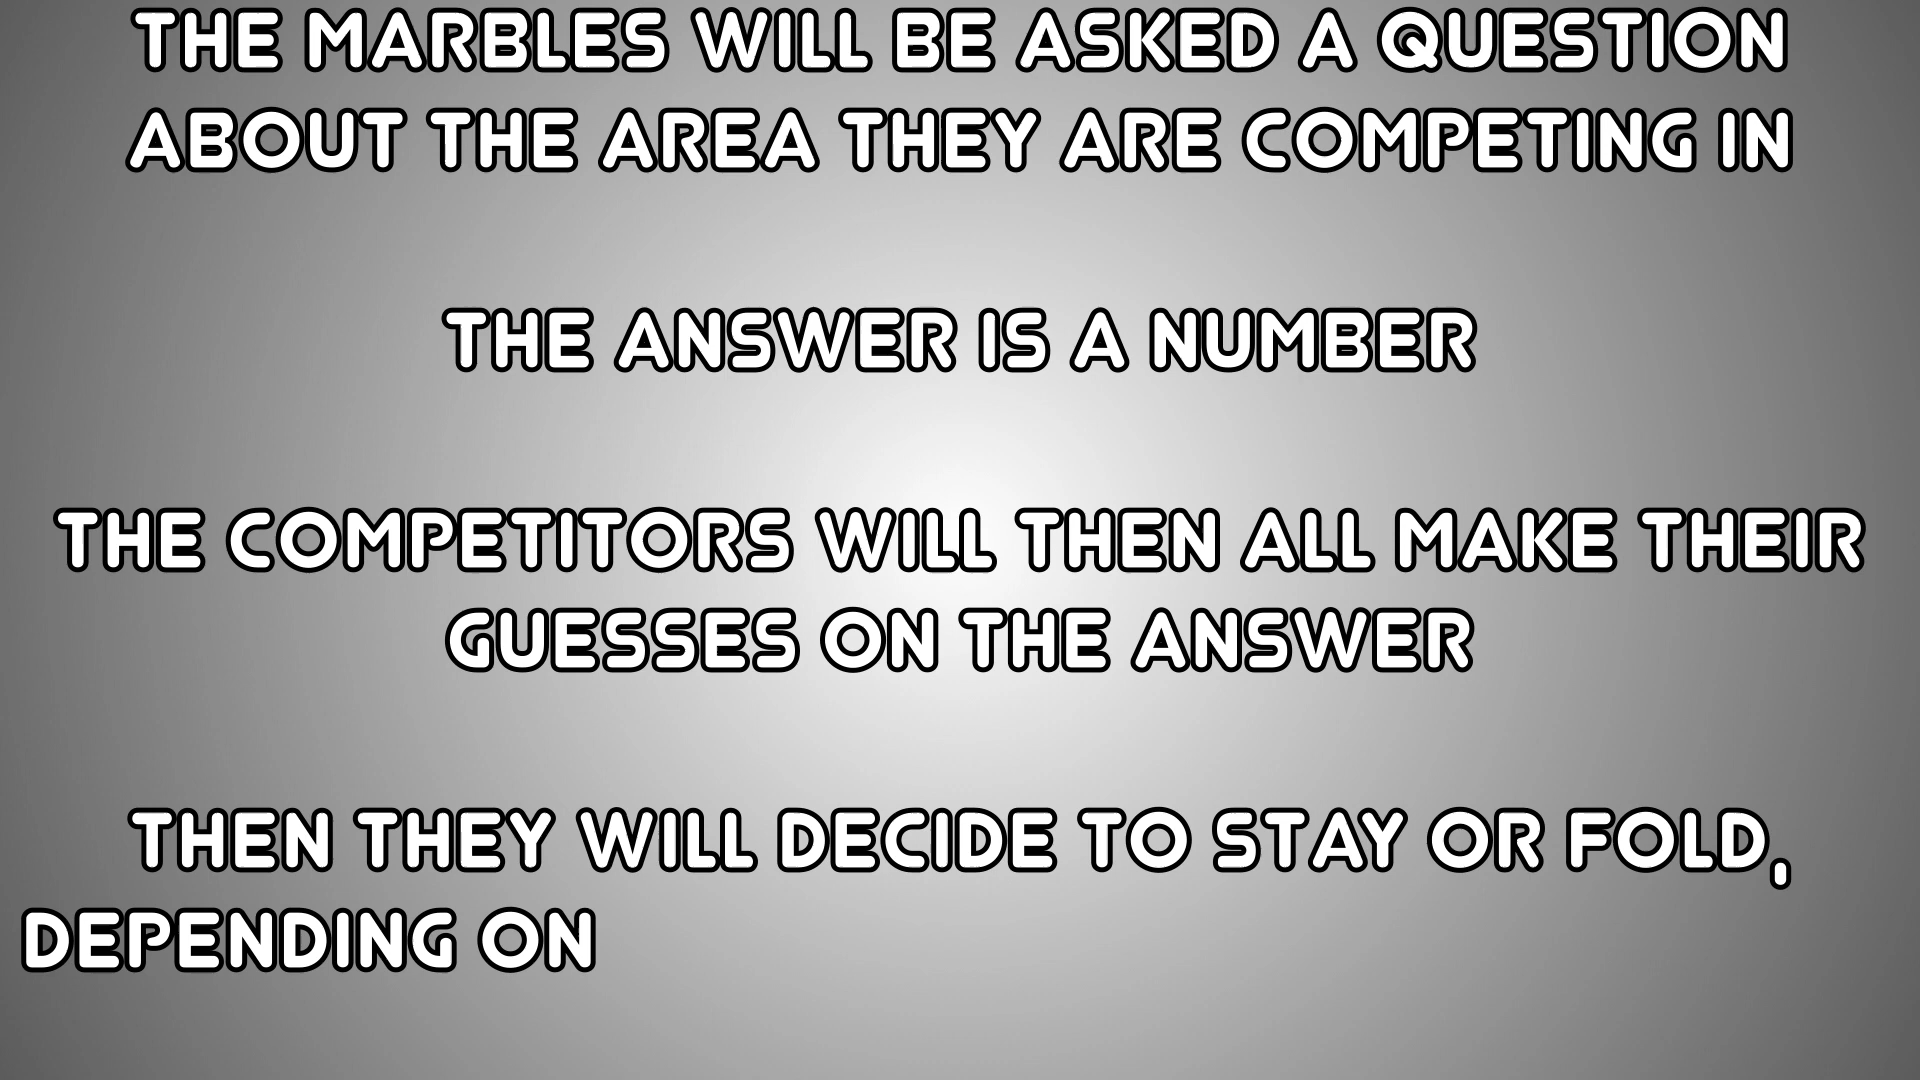 THE MARBLES WILL BE ASKED A QUESTION
ABOUT THE AREA THEY ARE COMPETING IN
THE ANSWER IS A NUMBER
THE COMPETITORS WILL THEN ALL MAKE THEIR
GUESSES ON THE ANSWER
THEN THEY WILL DECIDE TO STAY OR FOLD,
DEPENDING ON